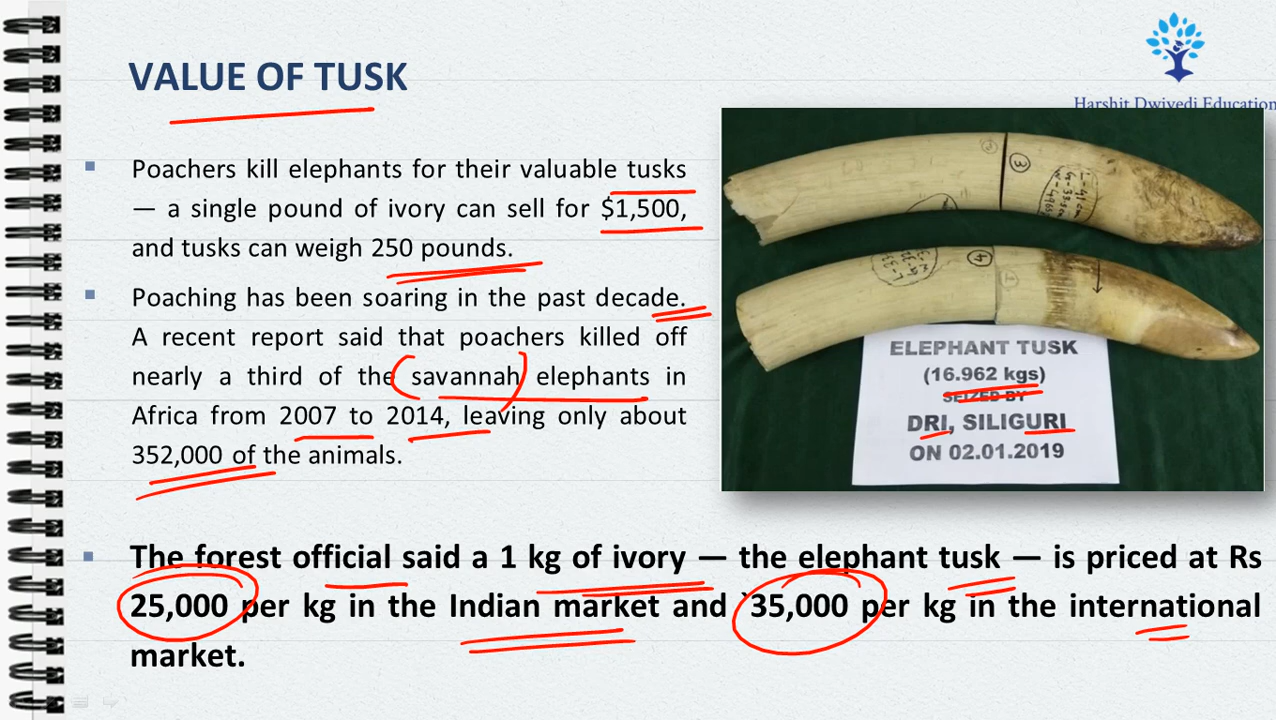 VALUE OF TUSK
Harshit Dwivedi Education
Poachers kill elephants for their valuable tusks
— a single pound of ivory can sell for $1,500,
and tusks can weigh 250 pounds.
Poaching has been soaring in the past decade.
A recent report said that poachers killed off
nearly a third of the savannah elephants in
Africa from 2007 to 2014, leaving only about
352,000 of the animals.
ELEPHANT TUSK
(16.962 kgs)
SEIZED BY
DRI, SILIGURI
ON 02.01.2019
The forest official said a 1 kg of ivory — the elephant tusk — is priced at Rs
25,000 per kg in the Indian market and `35,000 per kg in the international
market.
3
4